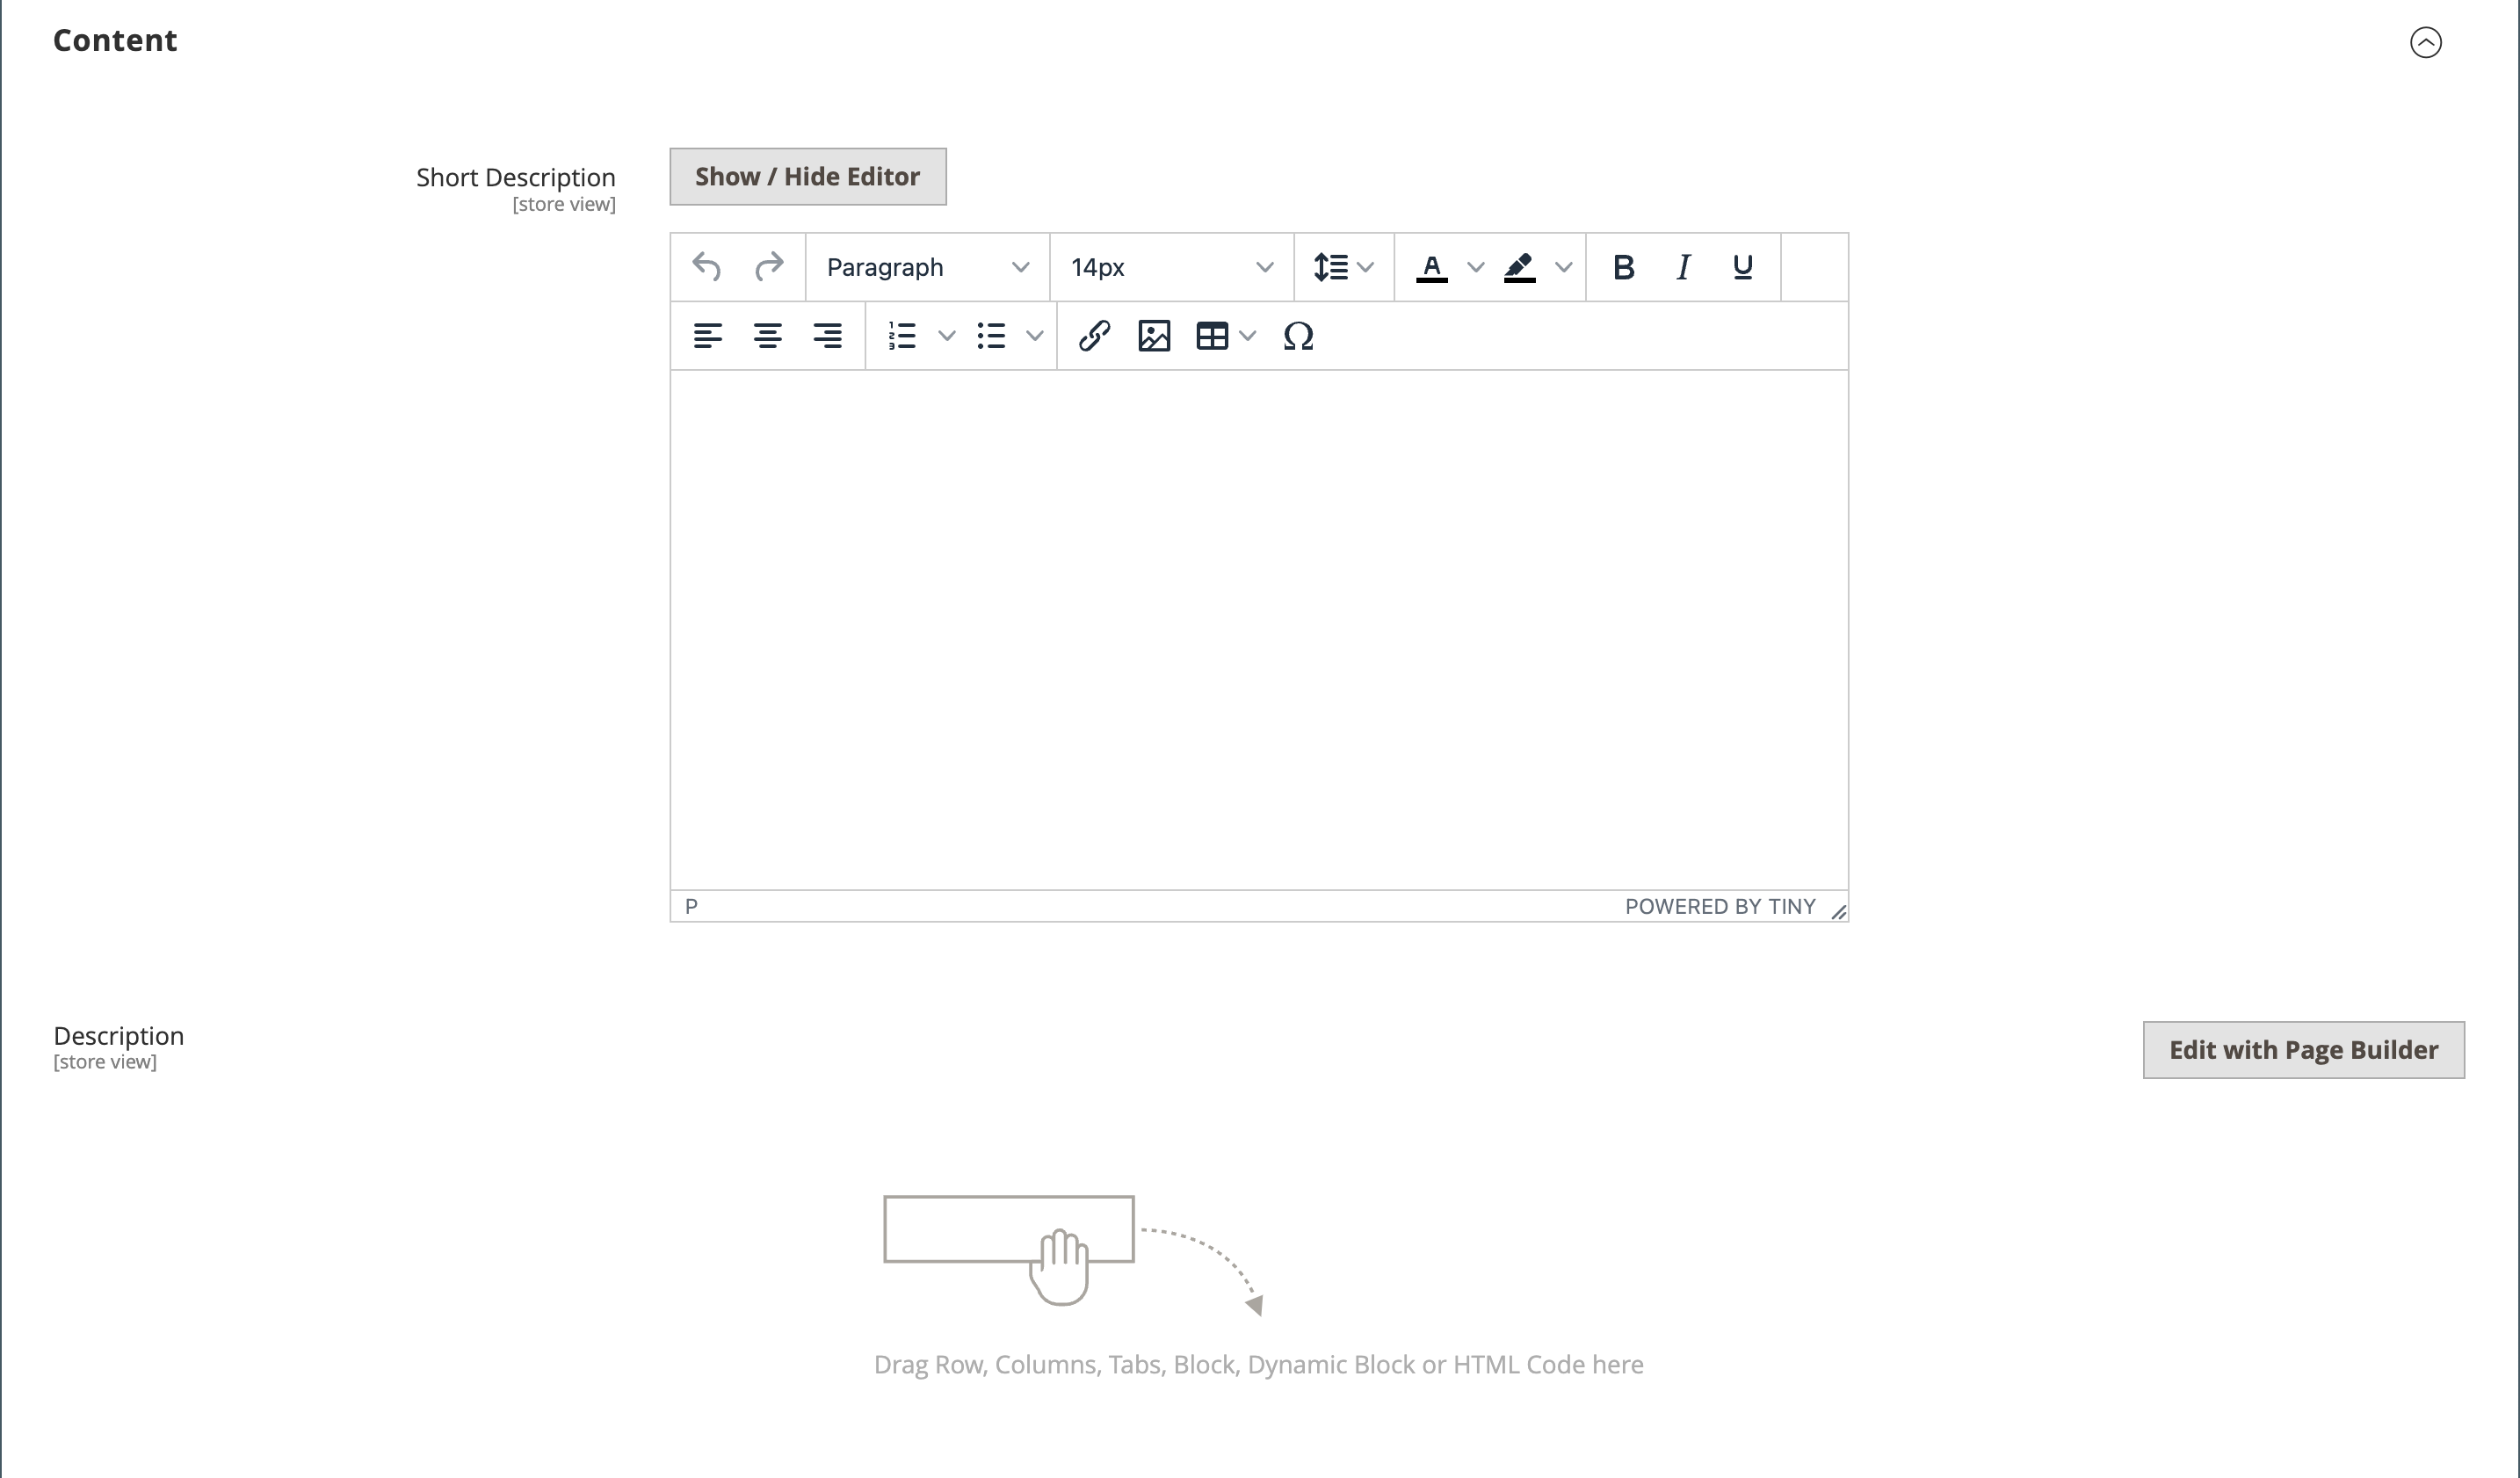 Content
Short Description
[store view]
Show / Hide Editor
Paragraph
14px
P
POWERED BY TINY
Description
[store view]
Edit with Page Builder
Drag Row, Columns, Tabs, Block, Dynamic Block or HTML Code here